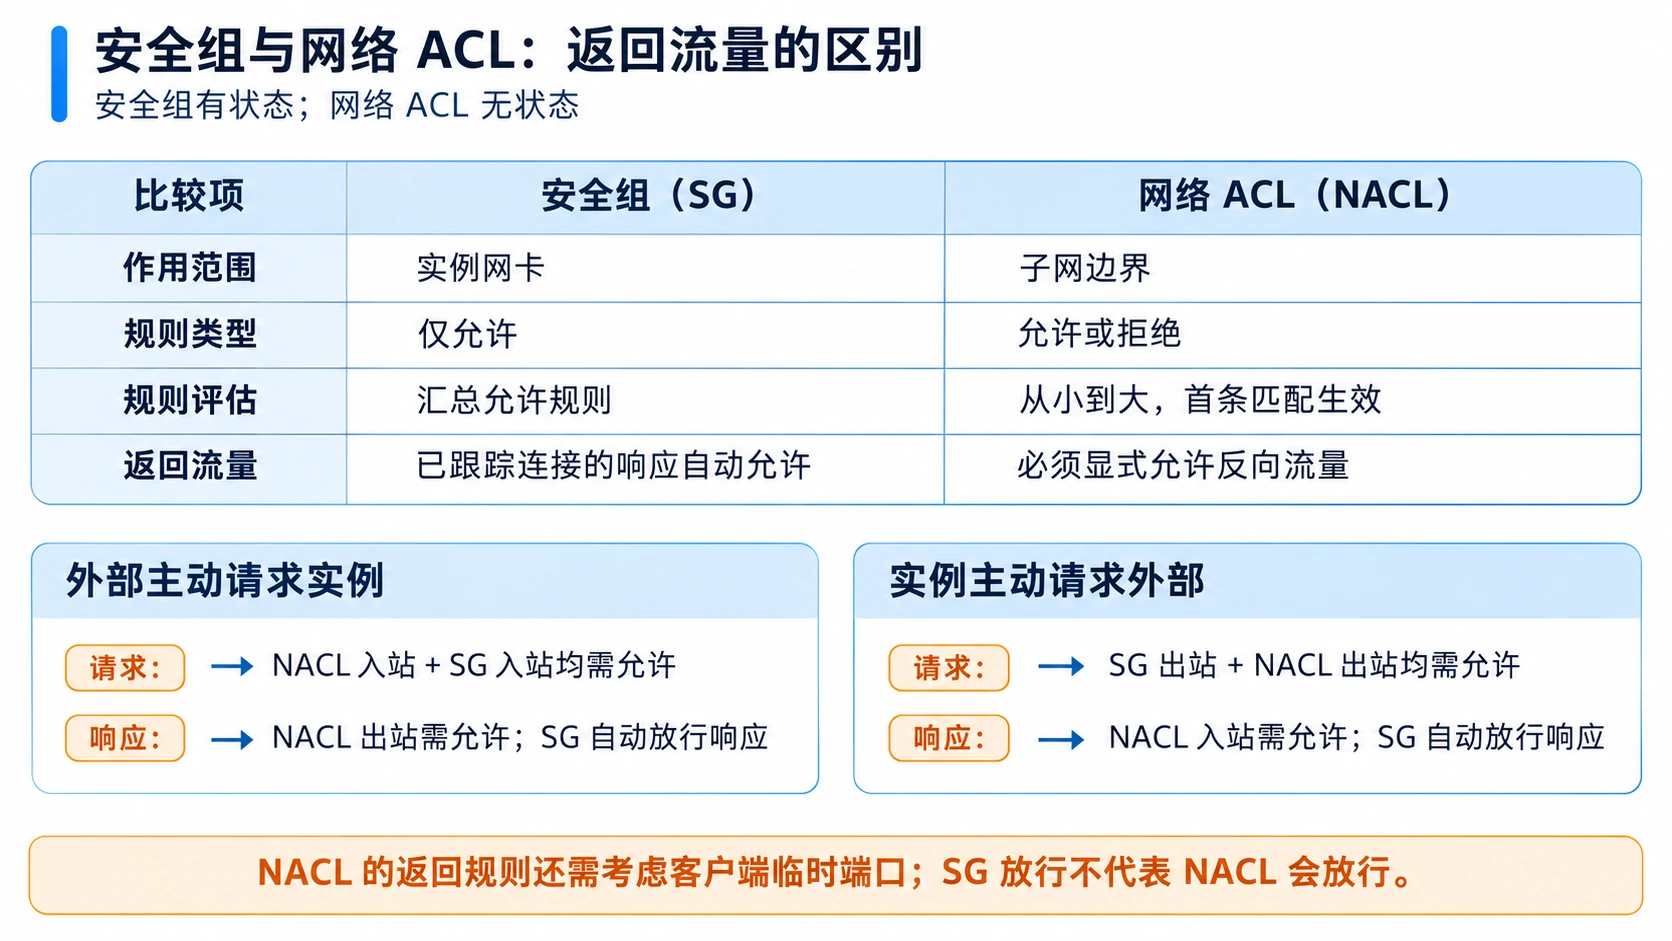 安全组与网络 ACL：返回流量的区别
安全组有状态；网络 ACL 无状态
比较项 安全组（SG） 网络 ACL（NACL）
作用范围 实例网卡 子网边界
规则类型 仅允许 允许或拒绝
规则评估 汇总允许规则 从小到大，首条匹配生效
返回流量 已跟踪连接的响应自动允许 必须显式允许反向流量
外部主动请求实例
请求： → NACL 入站 + SG 入站均需允许
响应： → NACL 出站需允许；SG 自动放行响应
实例主动请求外部
请求： → SG 出站 + NACL 出站均需允许
响应： → NACL 入站需允许；SG 自动放行响应
NACL 的返回规则还需考虑客户端临时端口；SG 放行不代表 NACL 会放行。